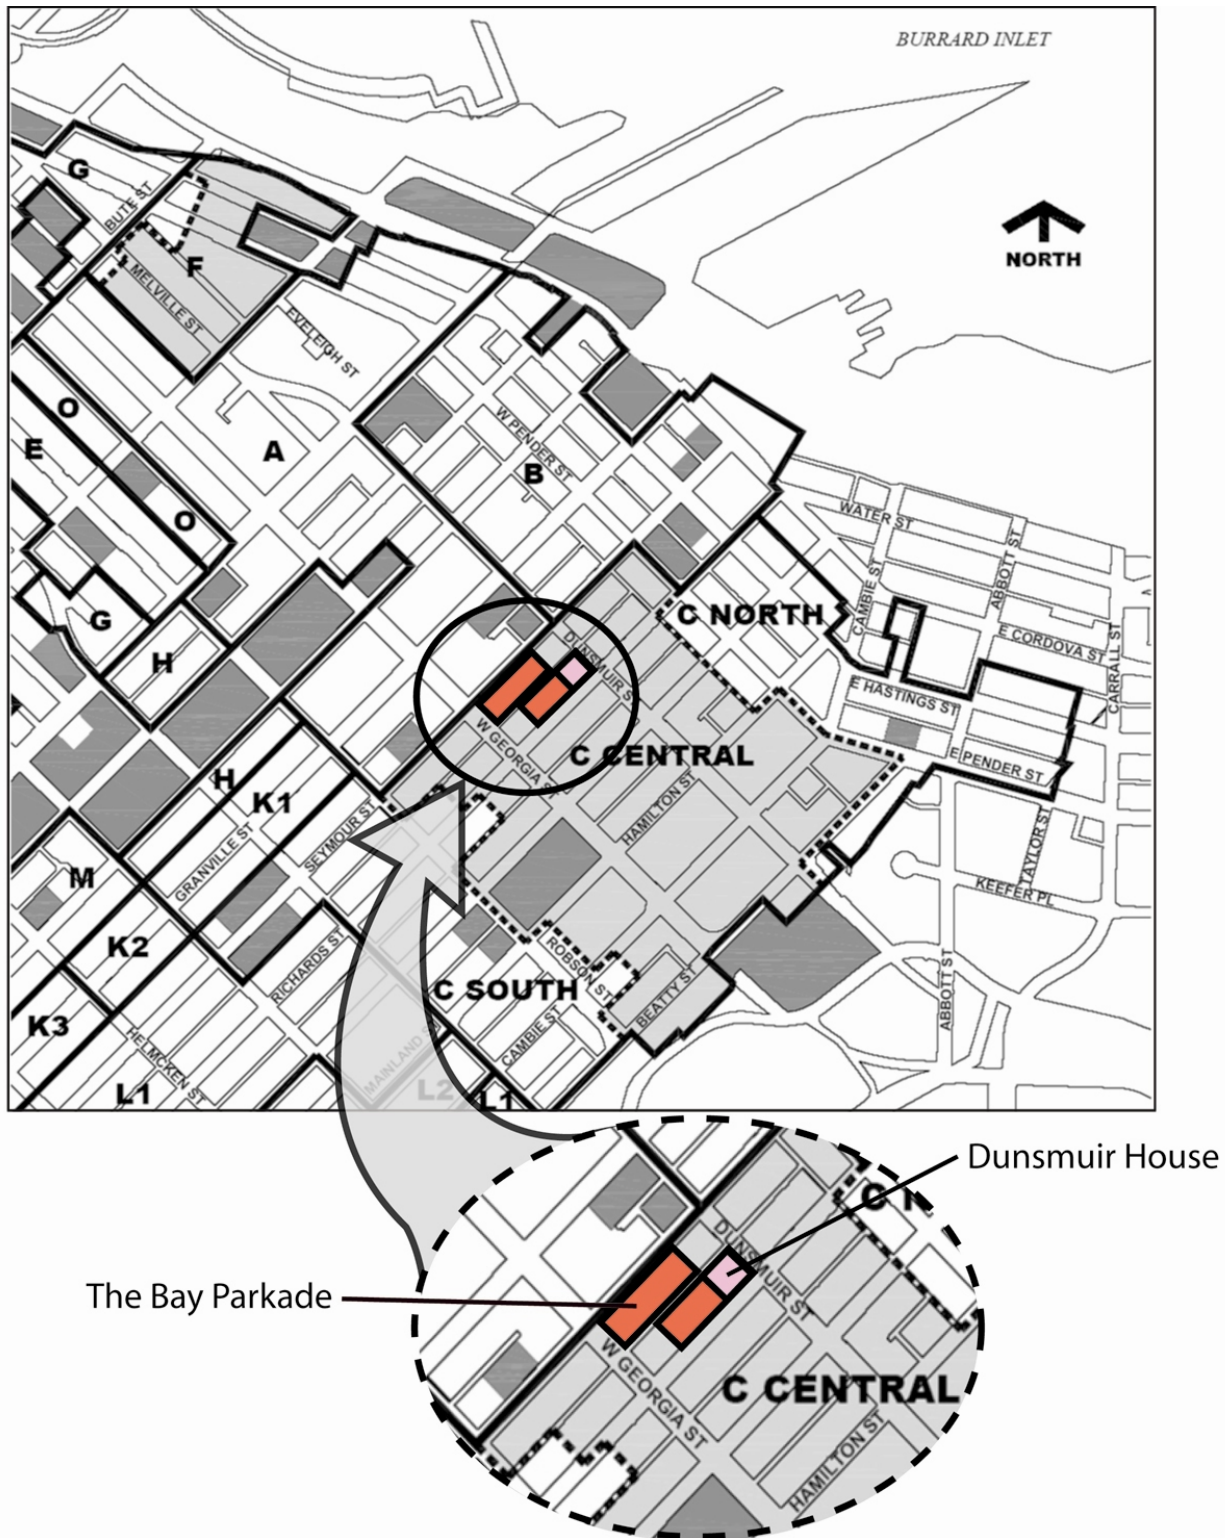 BURRARD INLET
NORTH
G
BUTE ST
F
MELVILLE ST
EVELEIGH ST
O
E
A
W PENDER ST
B
O
WATER ST
CAMBIE ST
ABBOTT ST
C NORTH
E CORDOVA ST
CARRALL ST
G
H
DUNSMUIR ST
E HASTINGS ST
W GEORGIA ST
C CENTRAL
E PENDER ST
H
K1
HAMILTON ST
SEYMOUR ST
GRANVILLE ST
TAYLOR ST
M
KEEFER PL
K2
RICHARDS ST
ROBSON ST
C SOUTH
BEATTY ST
ABBOTT ST
K3
CAMBIE ST
HELMCKEN ST
MAINLAND S
L1
L2
L1
Dunsmuir House
C N
DUNSMUIR ST
The Bay Parkade
W GEORGIA ST
C CENTRAL
HAMILTON ST